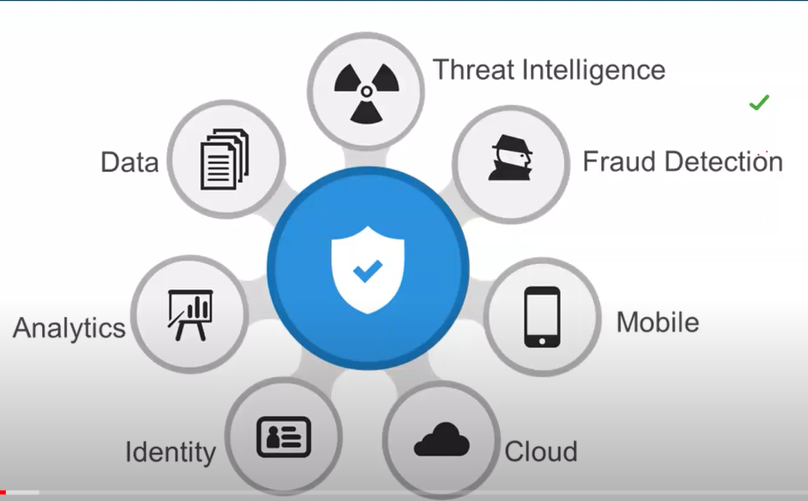 Threat Intelligence
Data
Fraud Detection
Analytics
Mobile
Identity
Cloud